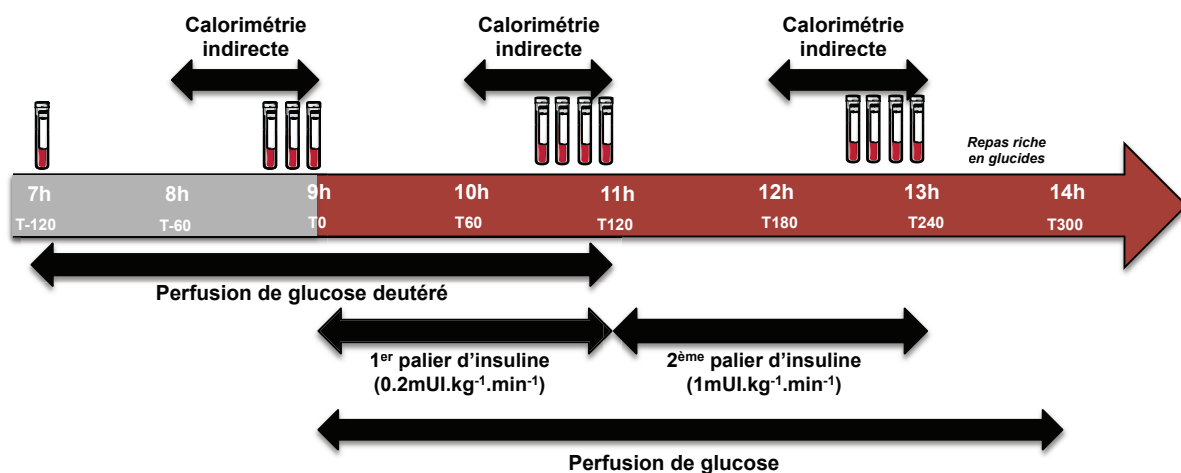 Calorimétrie
indirecte
Calorimétrie
indirecte
Calorimétrie
indirecte
Repas riche
en glucides
7h 8h 9h 10h 11h 12h 13h 14h
T-120 T-60 T0 T60 T120 T180 T240 T300
Perfusion de glucose deutéré
1er palier d’insuline
(0.2mUI.kg-1.min-1)
2ème palier d’insuline
(1mUI.kg-1.min-1)
Perfusion de glucose